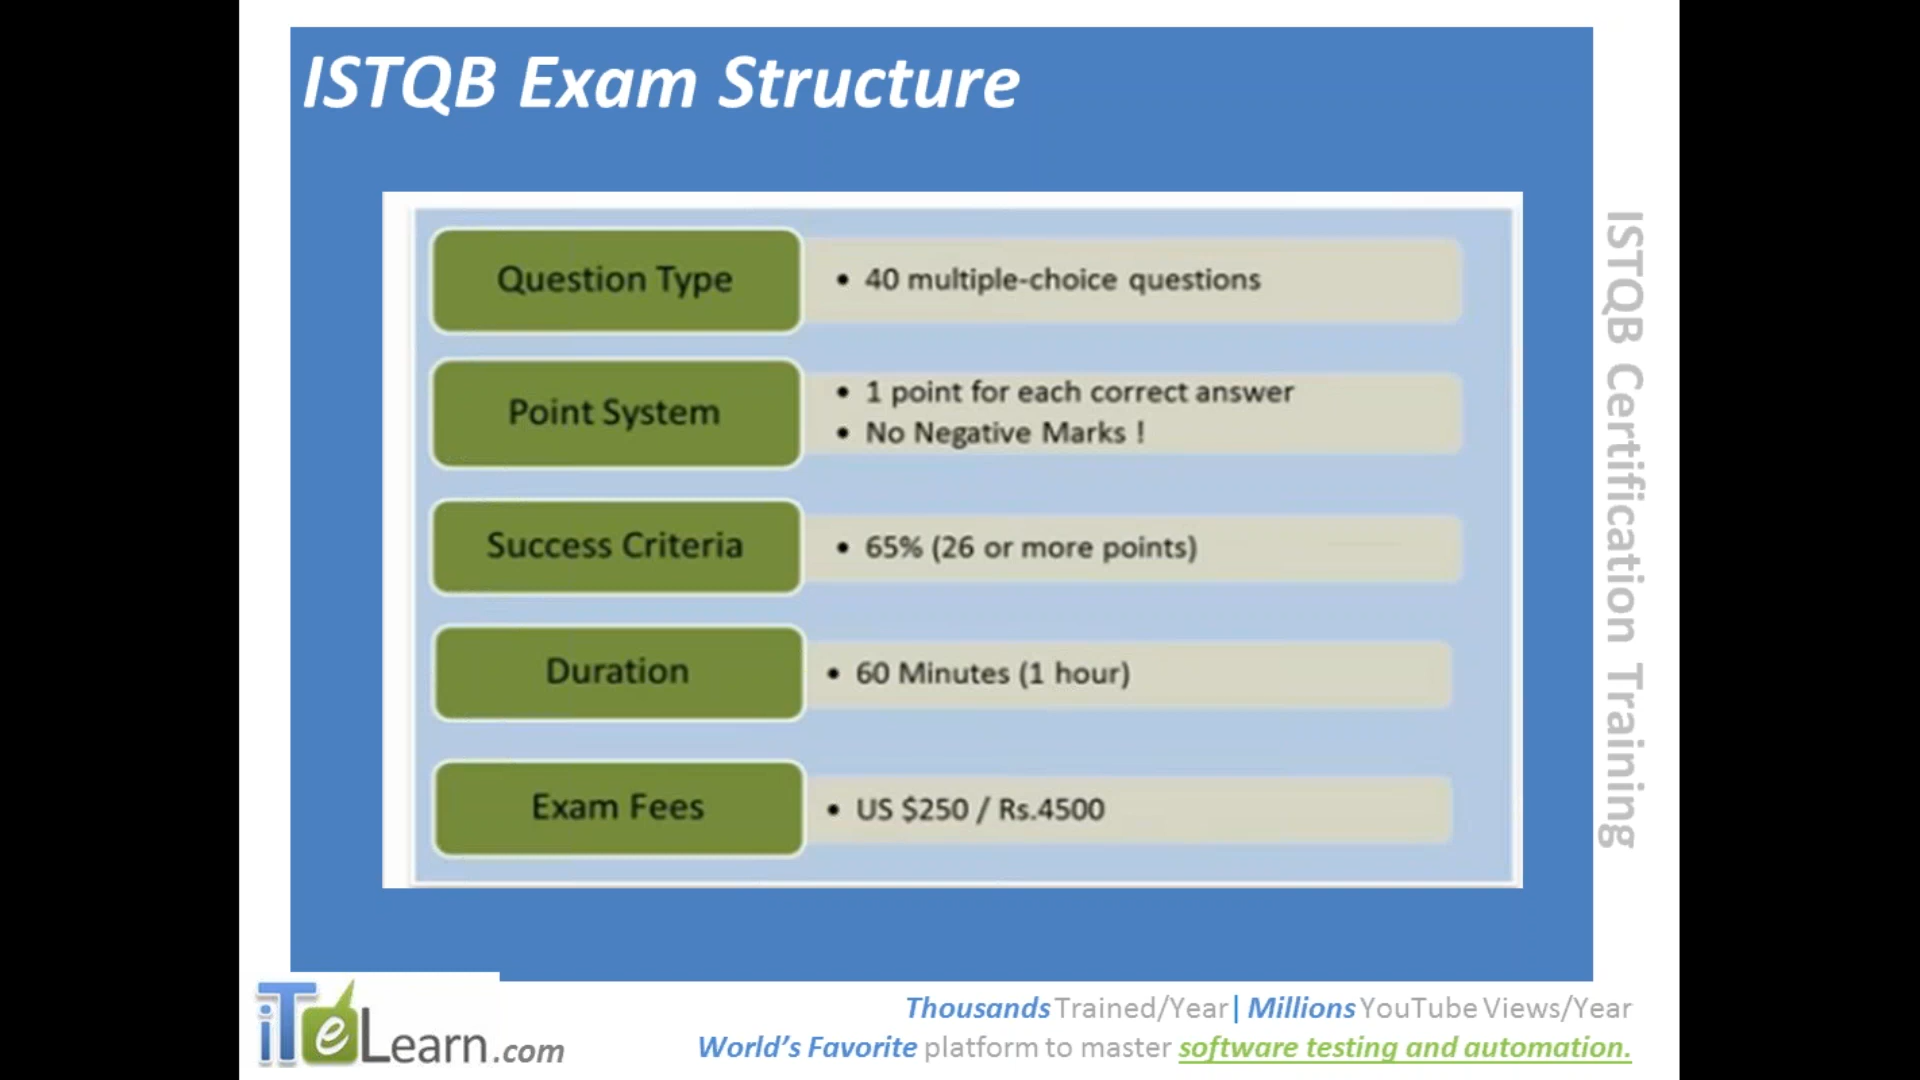 ISTQB Exam Structure
Question Type
• 40 multiple-choice questions
Point System
• 1 point for each correct answer
• No Negative Marks !
Success Criteria
• 65% (26 or more points)
Duration
• 60 Minutes (1 hour)
Exam Fees
• US $250 / Rs.4500
ISTQB Certification Training
iTeLearn.com
Thousands Trained/Year| Millions YouTube Views/Year
World’s Favorite platform to master software testing and automation.